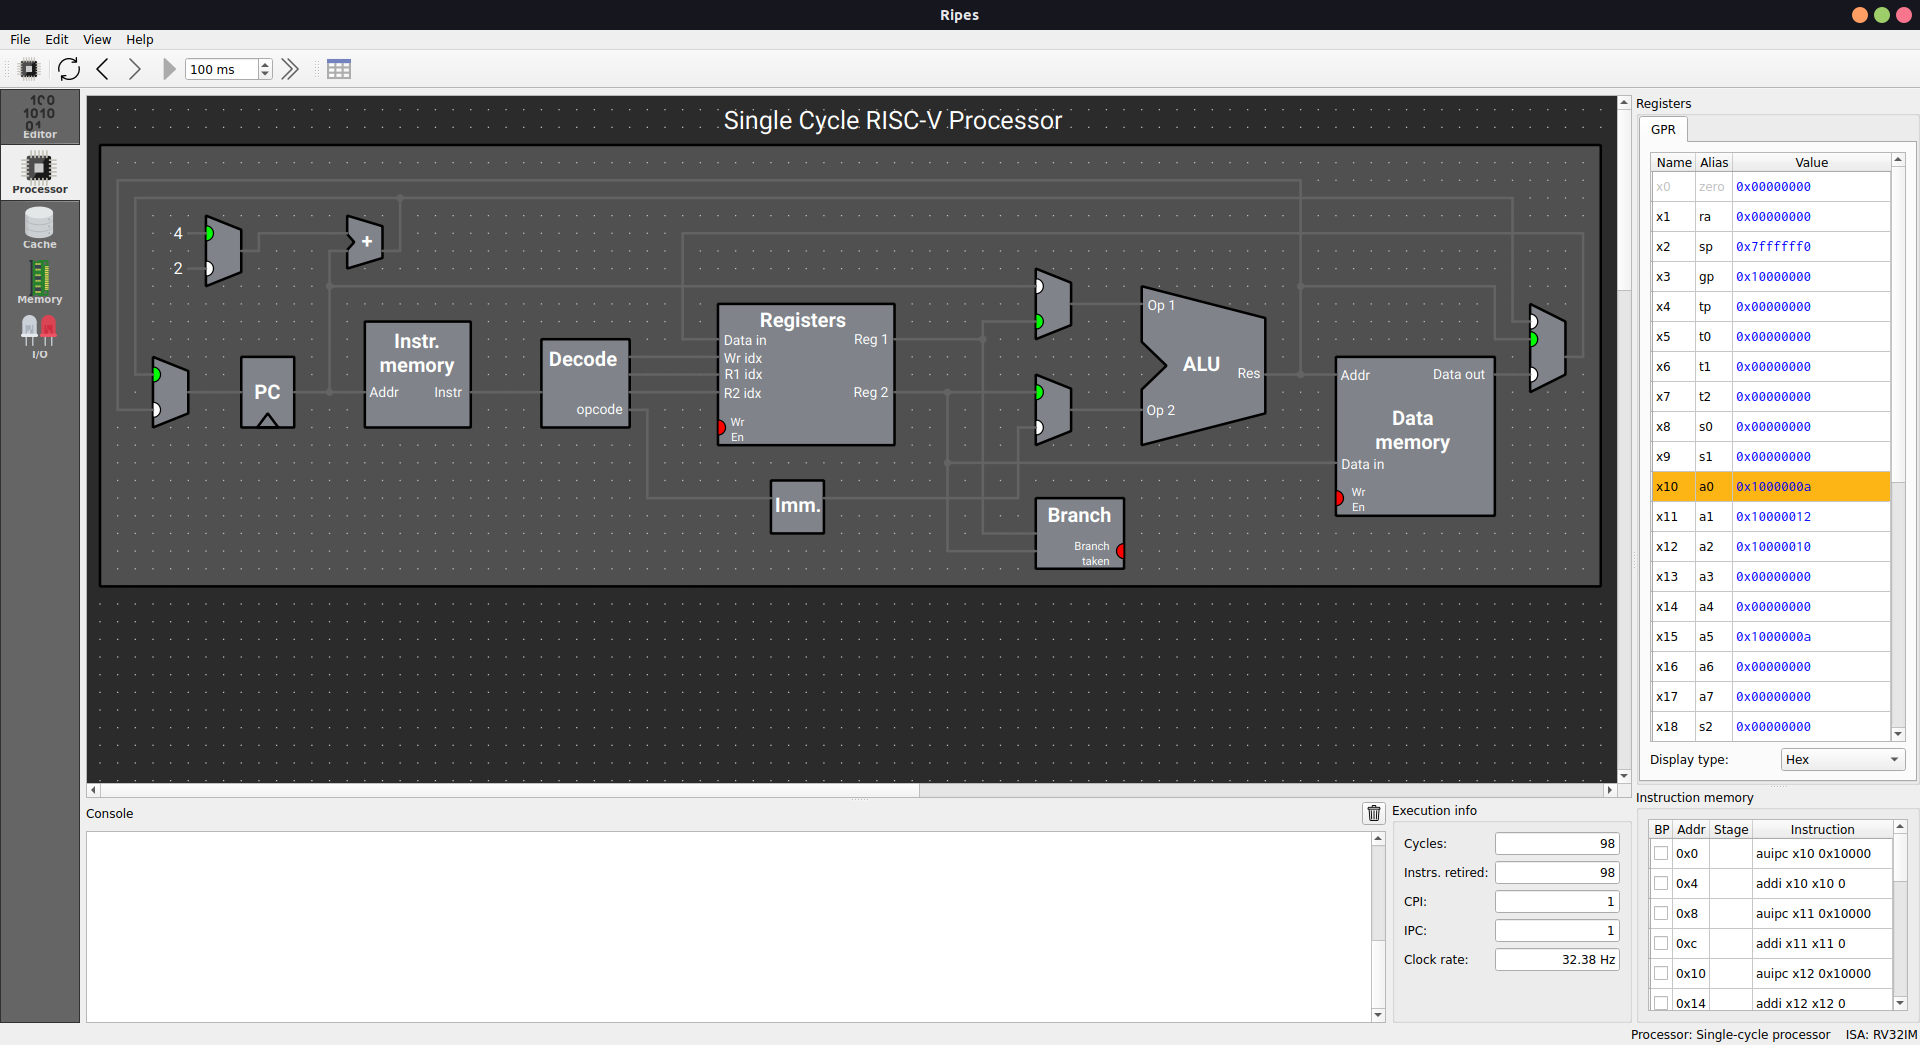 Ripes
File Edit View Help
100 ms
Editor
Processor
Cache
Memory
I/O
Single Cycle RISC-V Processor
4
2
+
PC
Instr. memory
Addr Instr
Decode
opcode
Registers
Data in
Wr idx
R1 idx
R2 idx
Wr En
Reg 1
Reg 2
Imm.
Op 1
Op 2
ALU
Res
Branch
Branch taken
Addr Data out
Data memory
Data in
Wr En
Registers
GPR
Name Alias Value
x0 zero 0x00000000
x1 ra 0x00000000
x2 sp 0x7ffffff0
x3 gp 0x10000000
x4 tp 0x00000000
x5 t0 0x00000000
x6 t1 0x00000000
x7 t2 0x00000000
x8 s0 0x00000000
x9 s1 0x00000000
x10 a0 0x1000000a
x11 a1 0x10000012
x12 a2 0x10000010
x13 a3 0x00000000
x14 a4 0x00000000
x15 a5 0x1000000a
x16 a6 0x00000000
x17 a7 0x00000000
x18 s2 0x00000000
Display type: Hex
Console
Execution info
Cycles: 98
Instrs. retired: 98
CPI: 1
IPC: 1
Clock rate: 32.38 Hz
Instruction memory
BP Addr Stage Instruction
0x0 auipc x10 0x10000
0x4 addi x10 x10 0
0x8 auipc x11 0x10000
0xc addi x11 x11 0
0x10 auipc x12 0x10000
0x14 addi x12 x12 0
Processor: Single-cycle processor ISA: RV32IM